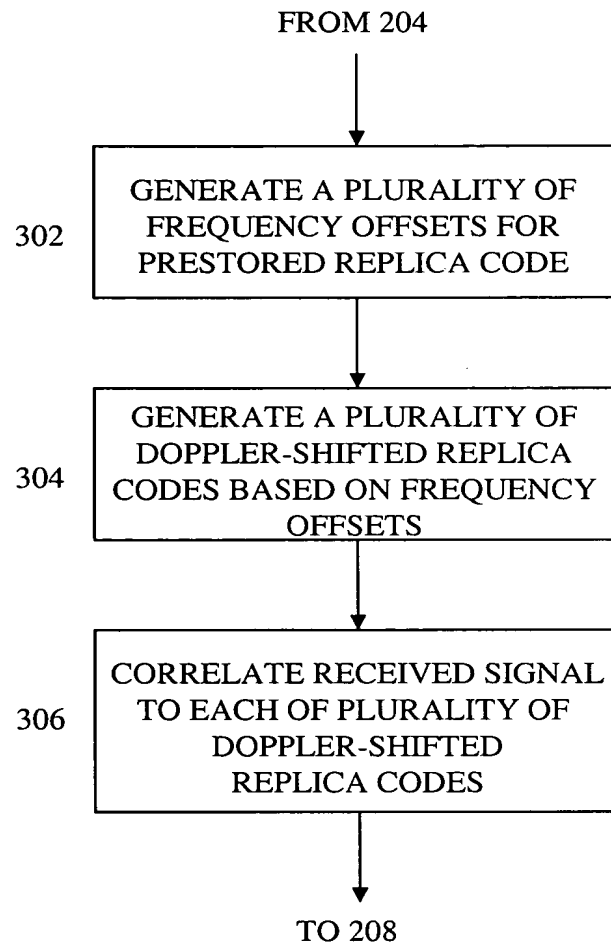 FROM 204
302
GENERATE A PLURALITY OF
FREQUENCY OFFSETS FOR
PRESTORED REPLICA CODE
304
GENERATE A PLURALITY OF
DOPPLER-SHIFTED REPLICA
CODES BASED ON FREQUENCY
OFFSETS
306
CORRELATE RECEIVED SIGNAL
TO EACH OF PLURALITY OF
DOPPLER-SHIFTED
REPLICA CODES
TO 208